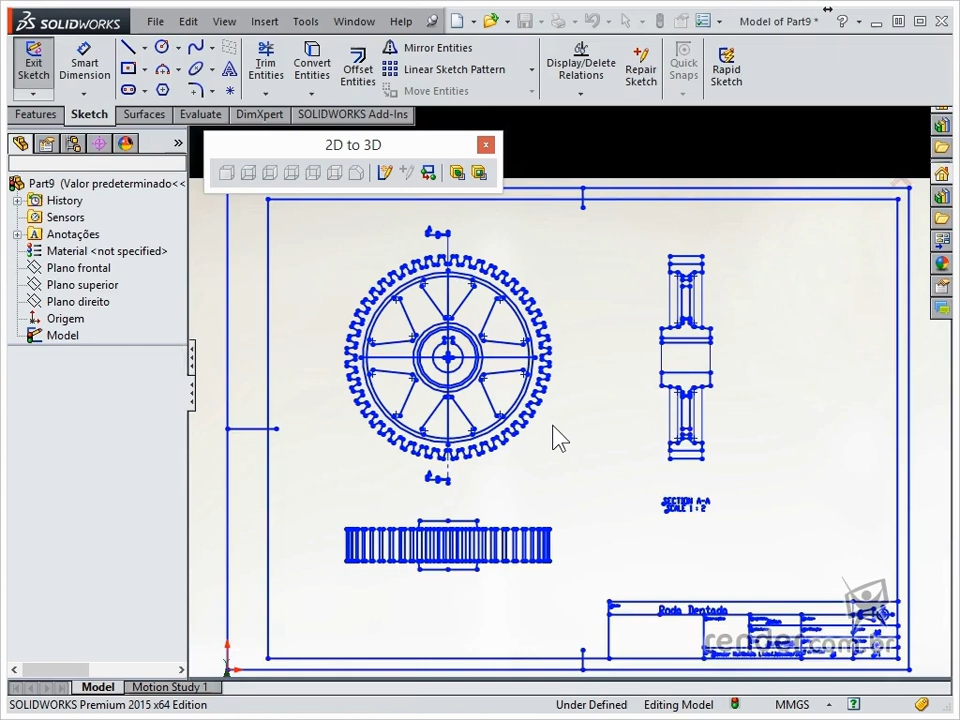 SOLIDWORKS
File Edit View Insert Tools Window Help
Model of Part9 *
Exit Sketch
Smart Dimension
Trim Entities
Convert Entities
Offset Entities
Mirror Entities
Linear Sketch Pattern
Move Entities
Display/Delete Relations
Repair Sketch
Quick Snaps
Rapid Sketch
Features Sketch Surfaces Evaluate DimXpert SOLIDWORKS Add-Ins
2D to 3D
Part9 (Valor predeterminado<<
History
Sensors
Anotações
Material <not specified>
Plano frontal
Plano superior
Plano direito
Origem
Model
SECTION A-A
SCALE 1 : 2
Roda Dentada
render.com.br
Model Motion Study 1
SOLIDWORKS Premium 2015 x64 Edition
Under Defined Editing Model MMGS